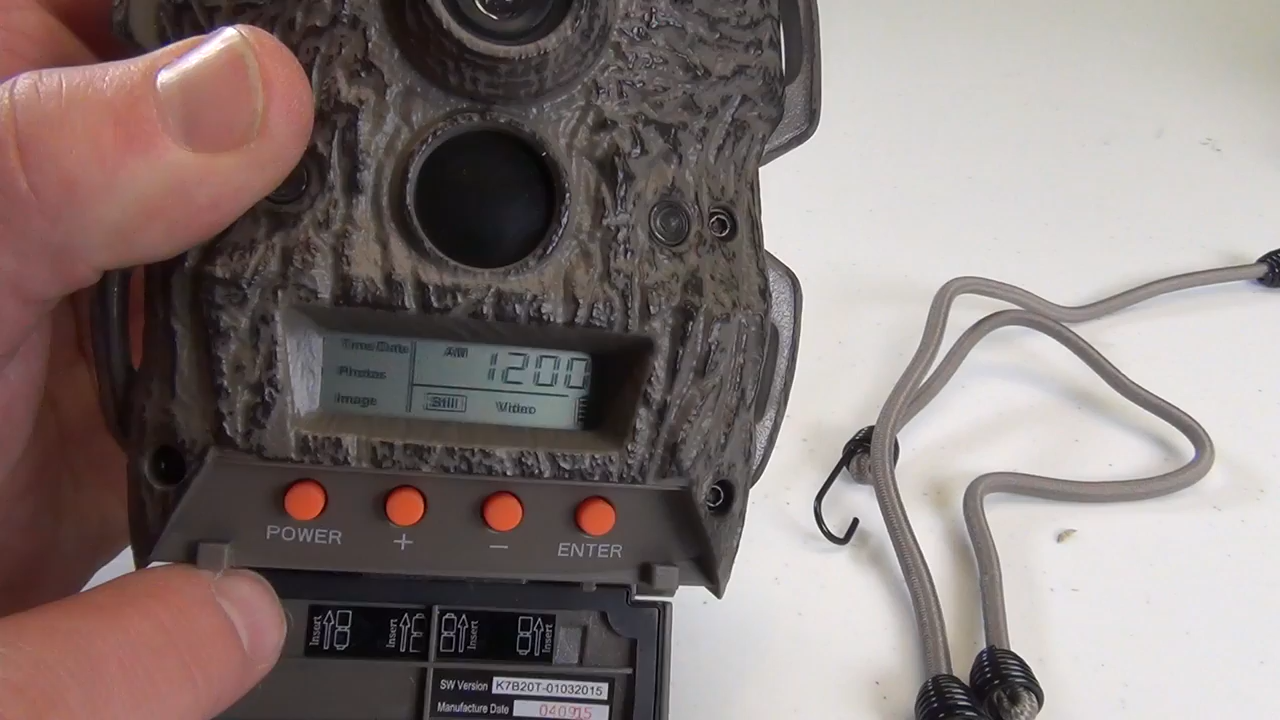 Time/Date AM 1200
Photos
Image Still Video
POWER + - ENTER
Insert Insert Insert Insert
SW Version K7B20T-01032015
Manufacture Date 040915